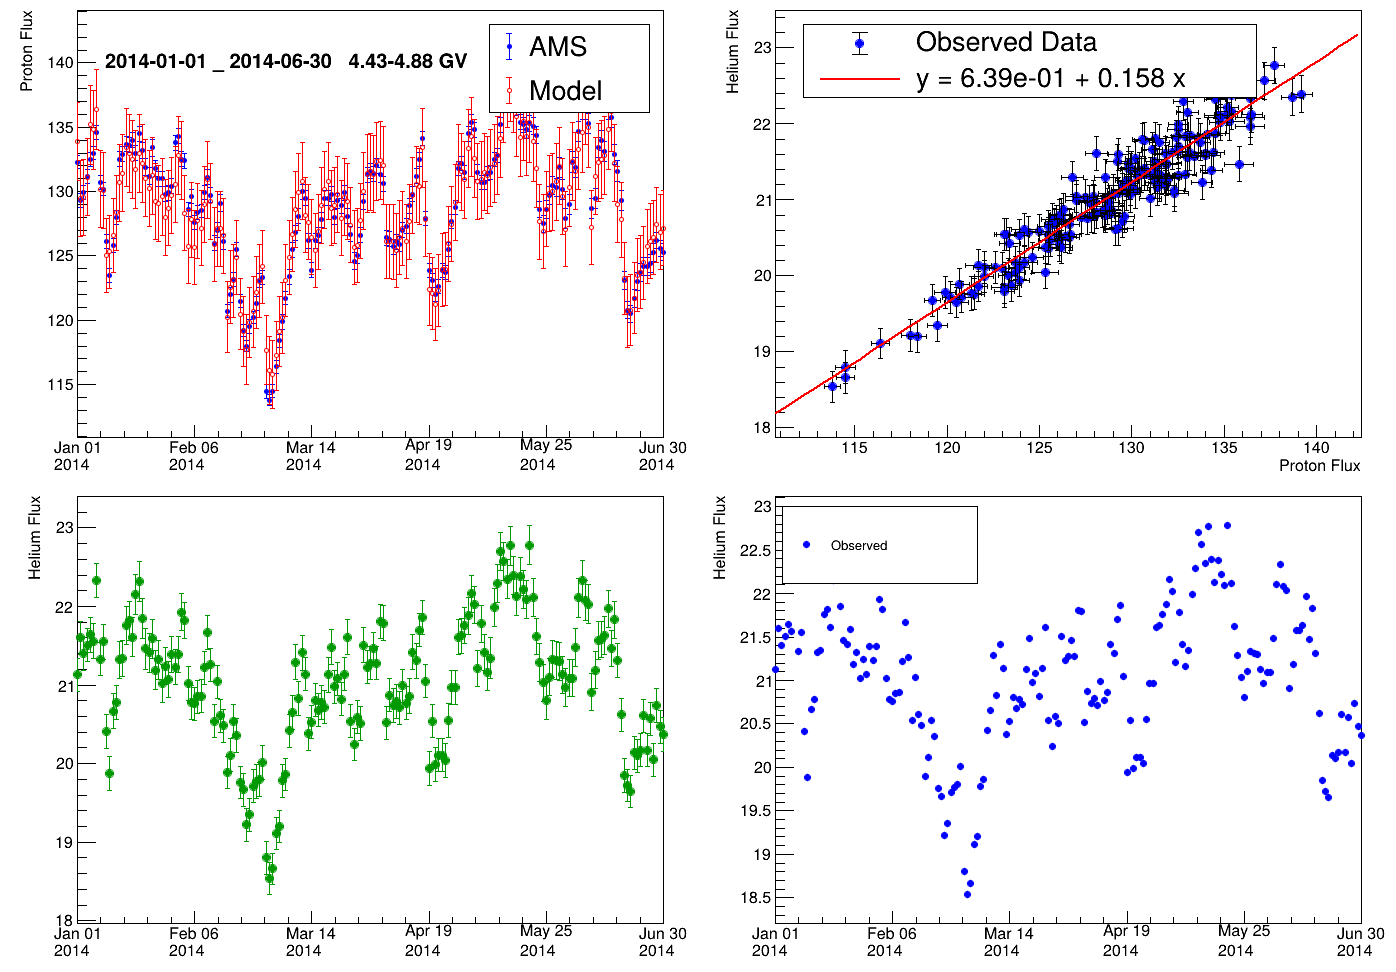 Proton Flux
140
135
130
125
120
115
2014-01-01 _ 2014-06-30 4.43-4.88 GV
AMS
Model
Jan 01
2014
Feb 06
2014
Mar 14
2014
Apr 19
2014
May 25
2014
Jun 30
2014
Helium Flux
23
22
21
20
19
18
Observed Data
y = 6.39e-01 + 0.158 x
115
120
125
130
135
140
Proton Flux
Helium Flux
23
22
21
20
19
18
Jan 01
2014
Feb 06
2014
Mar 14
2014
Apr 19
2014
May 25
2014
Jun 30
2014
Helium Flux
23
22.5
22
21.5
21
20.5
20
19.5
19
18.5
Observed
Jan 01
2014
Feb 06
2014
Mar 14
2014
Apr 19
2014
May 25
2014
Jun 30
2014